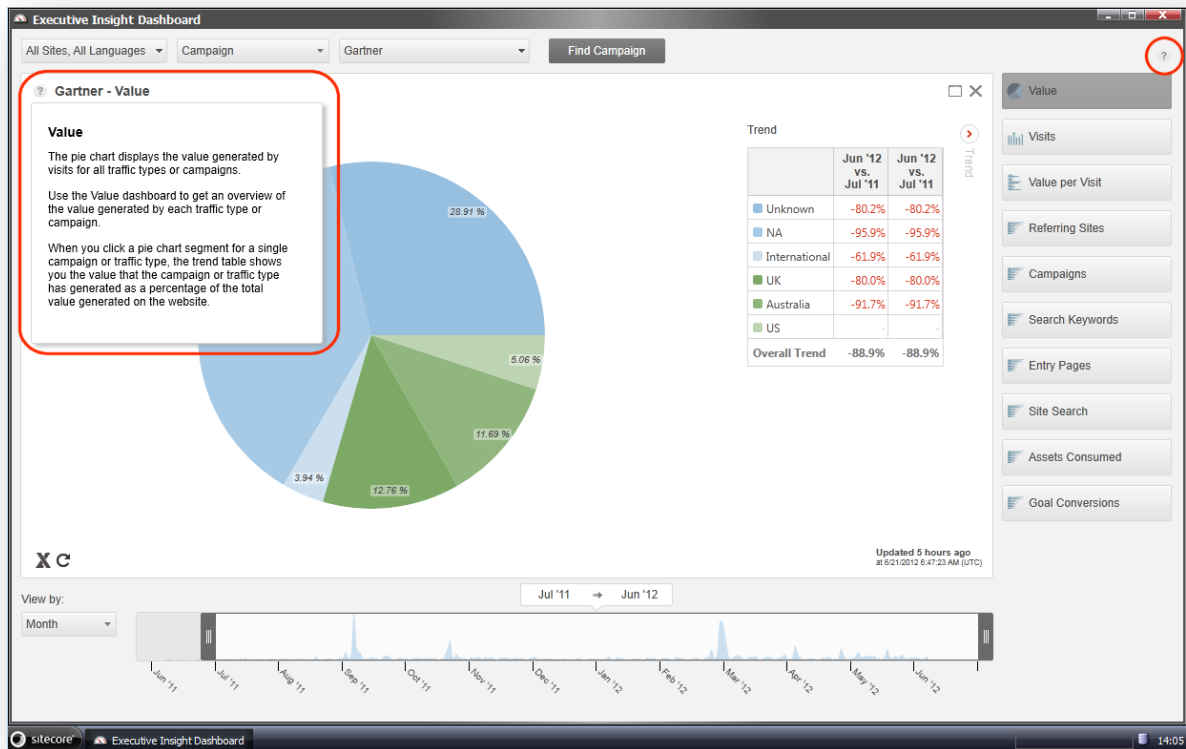 Executive Insight Dashboard
All Sites, All Languages
Campaign
Gartner
Find Campaign
?
? Gartner - Value
Value
The pie chart displays the value generated by
visits for all traffic types or campaigns.
Use the Value dashboard to get an overview of
the value generated by each traffic type or
campaign.
When you click a pie chart segment for a single
campaign or traffic type, the trend table shows
you the value that the campaign or traffic type
has generated as a percentage of the total
value generated on the website.
28.91 %
5.06 %
11.69 %
12.76 %
3.94 %
Trend
Trend
Jun '12 vs. Jul '11 Jun '12 vs. Jul '11
Unknown -80.2% -80.2%
NA -95.9% -95.9%
International -61.9% -61.9%
UK -80.0% -80.0%
Australia -91.7% -91.7%
US - -
Overall Trend -88.9% -88.9%
Value
Visits
Value per Visit
Referring Sites
Campaigns
Search Keywords
Entry Pages
Site Search
Assets Consumed
Goal Conversions
X
Updated 5 hours ago
at 6/21/2012 6:47:23 AM (UTC)
View by:
Month
Jul '11 → Jun '12
Jun '11 Jul '11 Aug '11 Sep '11 Oct '11 Nov '11 Dec '11 Jan '12 Feb '12 Mar '12 Apr '12 May '12 Jun '12
sitecore Executive Insight Dashboard 14:05